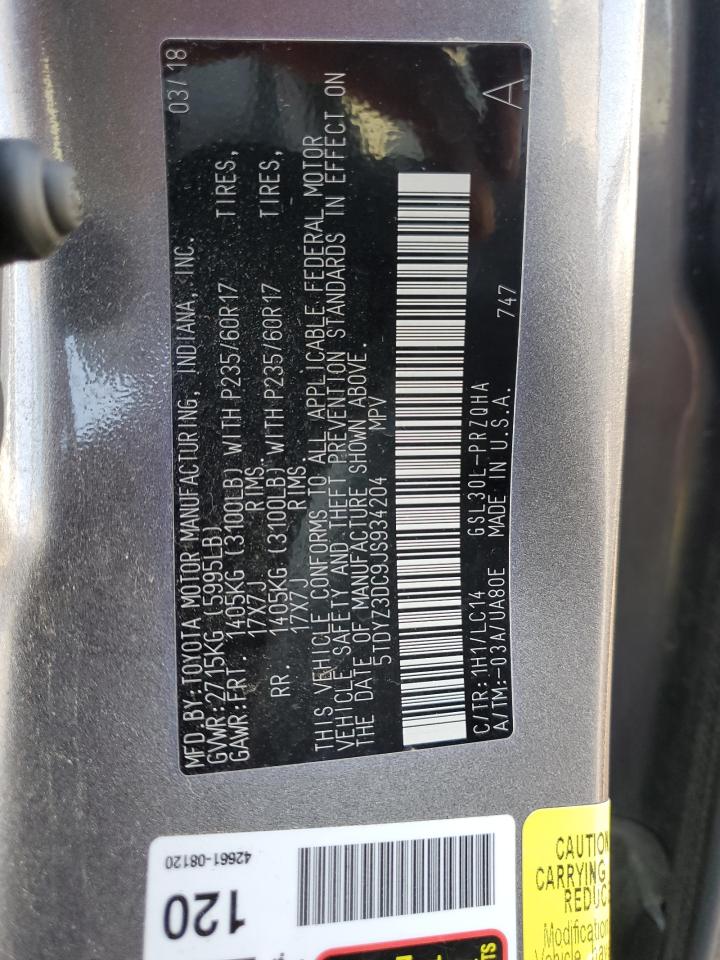 MFD.BY:TOYOTA MOTOR MANUFACTURING, INDIANA, INC. 03/18
GVWR:2715KG (5995LB)
GAWR:FRT. 1405KG (3100LB) WITH P235/60R17 TIRES,
17X7J RIMS.
RR. 1405KG (3100LB) WITH P235/60R17 TIRES,
17X7J RIMS.
THIS VEHICLE CONFORMS TO ALL APPLICABLE FEDERAL MOTOR
VEHICLE SAFETY AND THEFT PREVENTION STANDARDS IN EFFECT ON
THE DATE OF MANUFACTURE SHOWN ABOVE.
5TDYZ3DC9JS934204 MPV
C/TR:1H1/LC14 GSL30L-PRZQHA 747
A/TM:-03A/UA80E MADE IN U.S.A.
A
42661-08120
120
CAUTION
CARRYING
REDUC
Modification
Vehicle